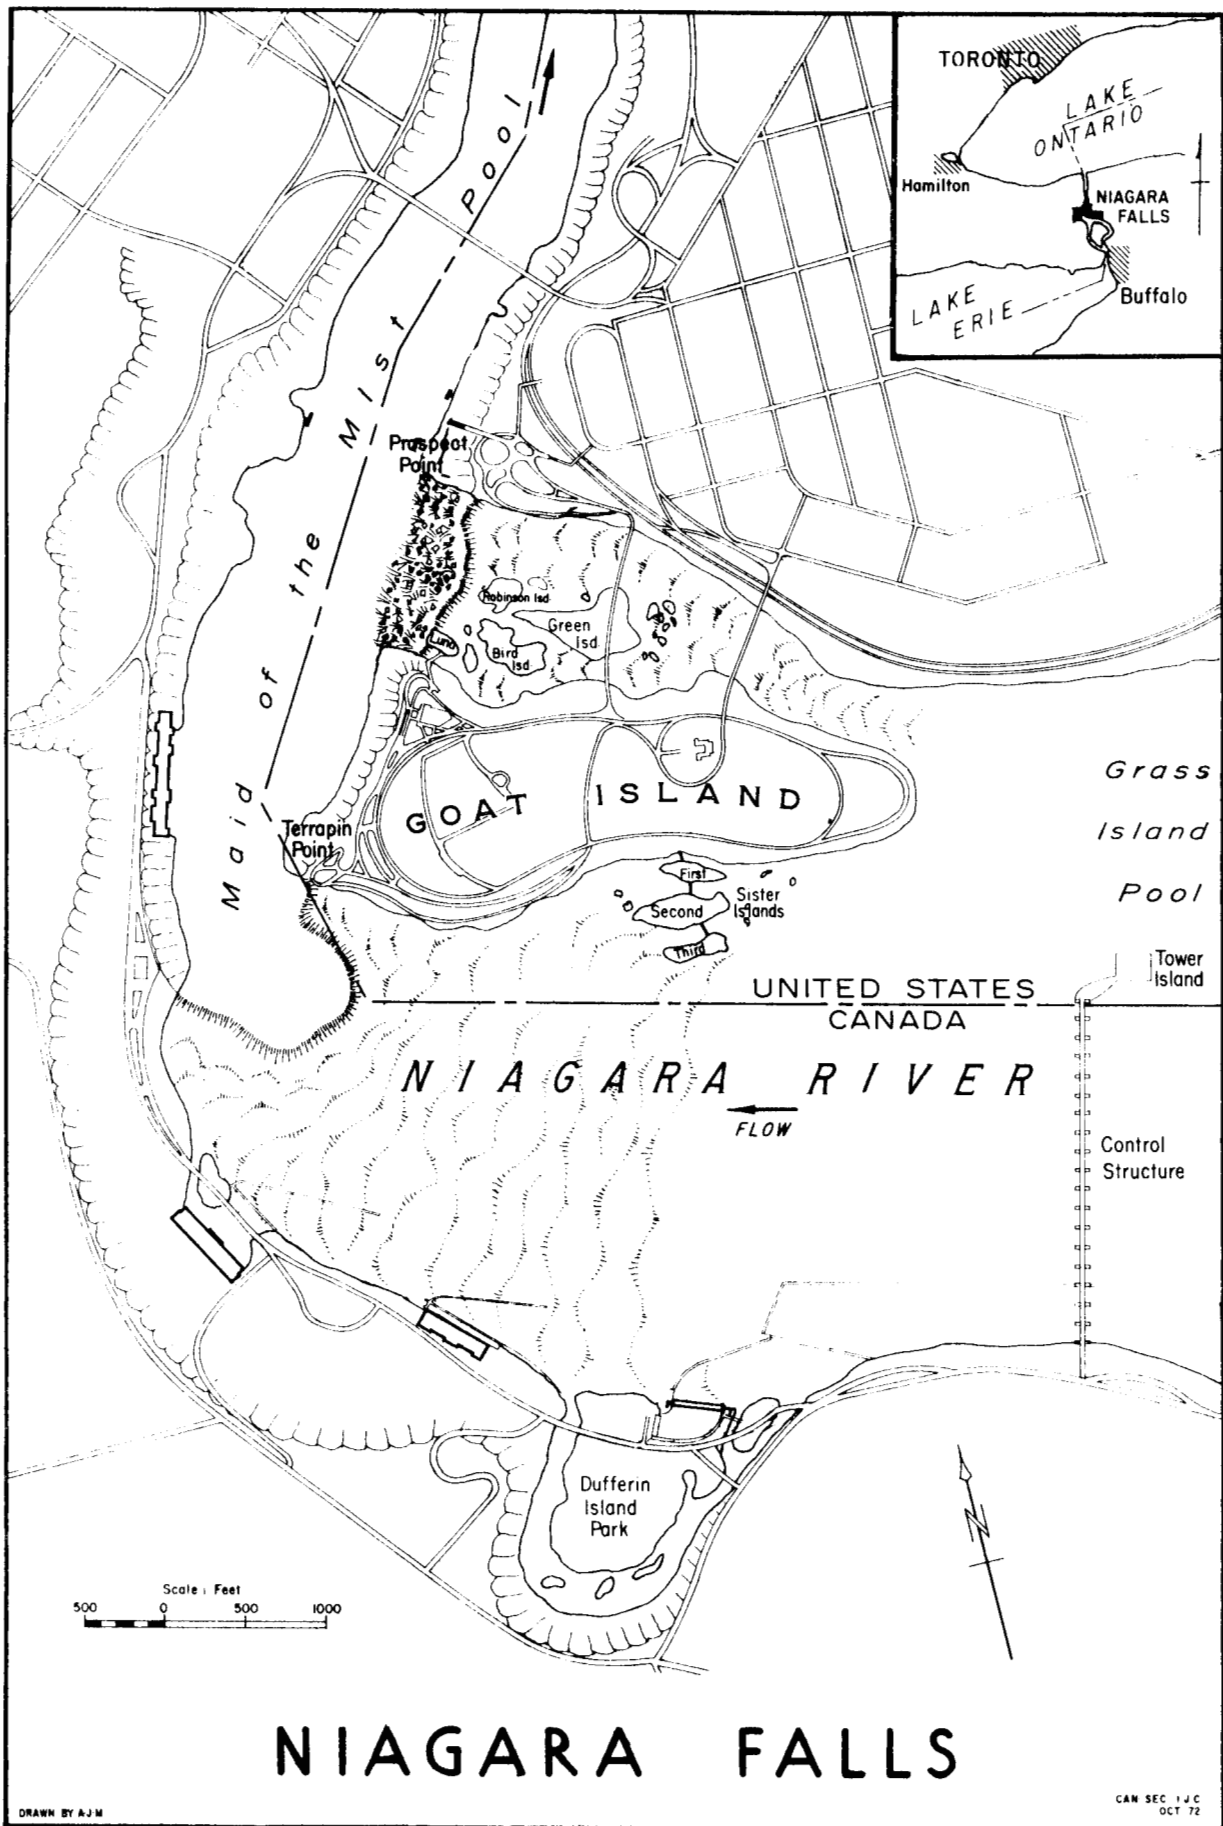 TORONTO
LAKE
ONTARIO
Hamilton
NIAGARA
FALLS
LAKE
ERIE
Buffalo
Maid of the Mist Pool
Prospect
Point
Robinson Isd
Green
Isd
Luna
Bird
Isd
GOAT ISLAND
Terrapin
Point
Grass
Island
Pool
First
Second
Third
Sister
Islands
Tower
Island
UNITED STATES
CANADA
NIAGARA RIVER
FLOW
Control
Structure
Dufferin
Island
Park
N
Scale: Feet
500 0 500 1000
NIAGARA FALLS
DRAWN BY A·J·M
CAN SEC I J C
OCT 72